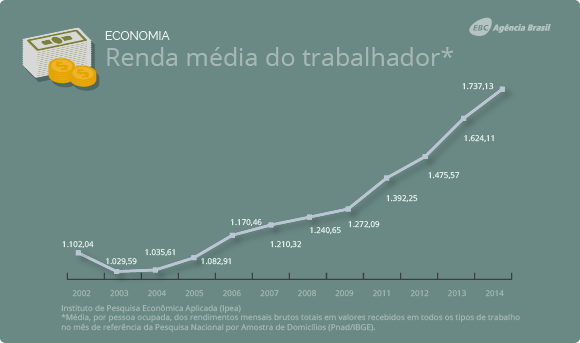 ECONOMIA
EBC Agência Brasil
Renda média do trabalhador*
1.737,13
1.624,11
1.475,57
1.392,25
1.272,09
1.240,65
1.210,32
1.170,46
1.082,91
1.035,61
1.029,59
1.102,04
2002 2003 2004 2005 2006 2007 2008 2009 2011 2012 2013 2014
Instituto de Pesquisa Econômica Aplicada (Ipea)
*Média, por pessoa ocupada, dos rendimentos mensais brutos totais em valores recebidos em todos os tipos de trabalho
no mês de referência da Pesquisa Nacional por Amostra de Domicílios (Pnad/IBGE).